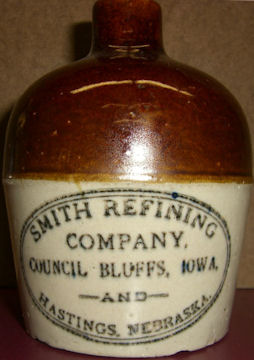 SMITH REFINING
COMPANY,
COUNCIL BLUFFS, IOWA,
— AND —
HASTINGS, NEBRASKA.